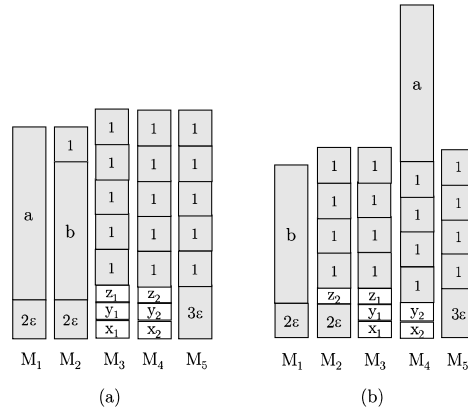 1 1 1 1
1 1 1
a 1 1 1
b 1 1 1
1 1 1
z₁ z₂
y₁ y₂ 3ε
2ε 2ε
x₁ x₂
M₁ M₂ M₃ M₄ M₅
(a)
a
1 1 1
1 1 1 1
b 1 1 1 1
1 1 1 1
1
z₂ z₁
y₁ y₂ 3ε
2ε 2ε
x₁ x₂
M₁ M₂ M₃ M₄ M₅
(b)